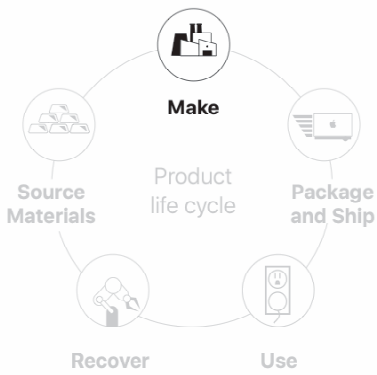 Make
Source
Materials
Product
life cycle
Package
and Ship
Recover
Use